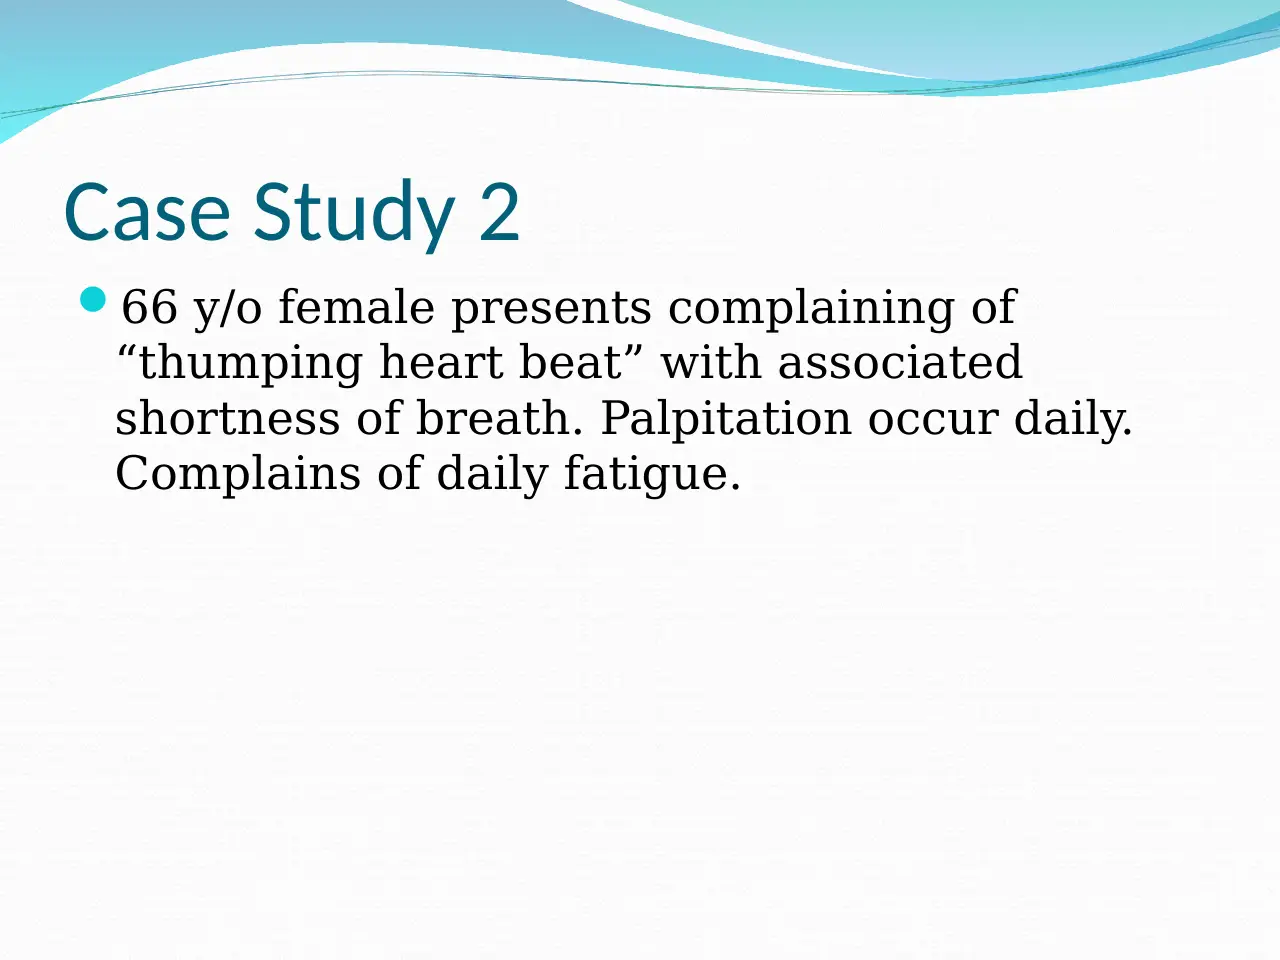 Case Study 2
66 y/o female presents complaining of
“thumping heart beat” with associated
shortness of breath. Palpitation occur daily.
Complains of daily fatigue.